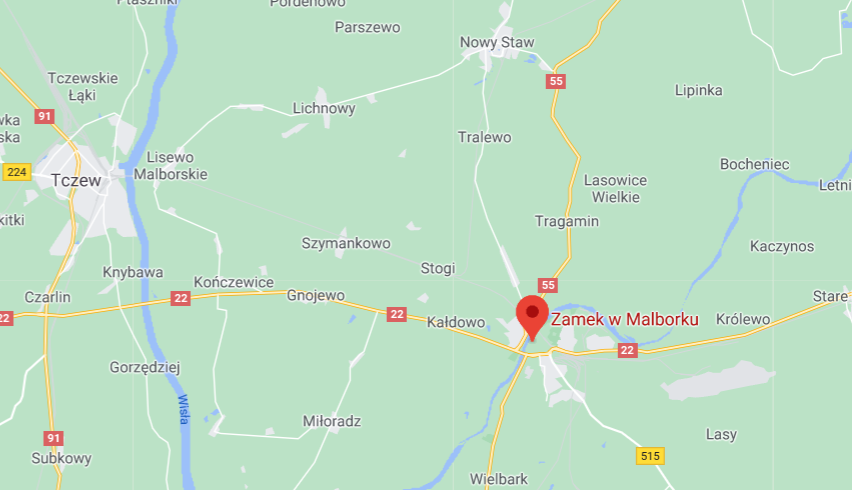 Ptaszniki
Pordenowo
Parszewo
Nowy Staw
Tczewskie
Łąki
55
Lipinka
91
Lichnowy
Tralewo
Lisewo
Malborskie
Bocheniec
224
Tczew
Lasowice
Wielkie
Letni
kitki
Tragamin
Szymankowo
Kaczynos
Knybawa
Stogi
Kończewice
55
Czarlin
22
Gnojewo
Stare
22
22
Kałdowo
Zamek w Malborku
Królewo
22
Gorzędziej
Wisła
Miłoradz
91
Lasy
Subkowy
515
Wielbark